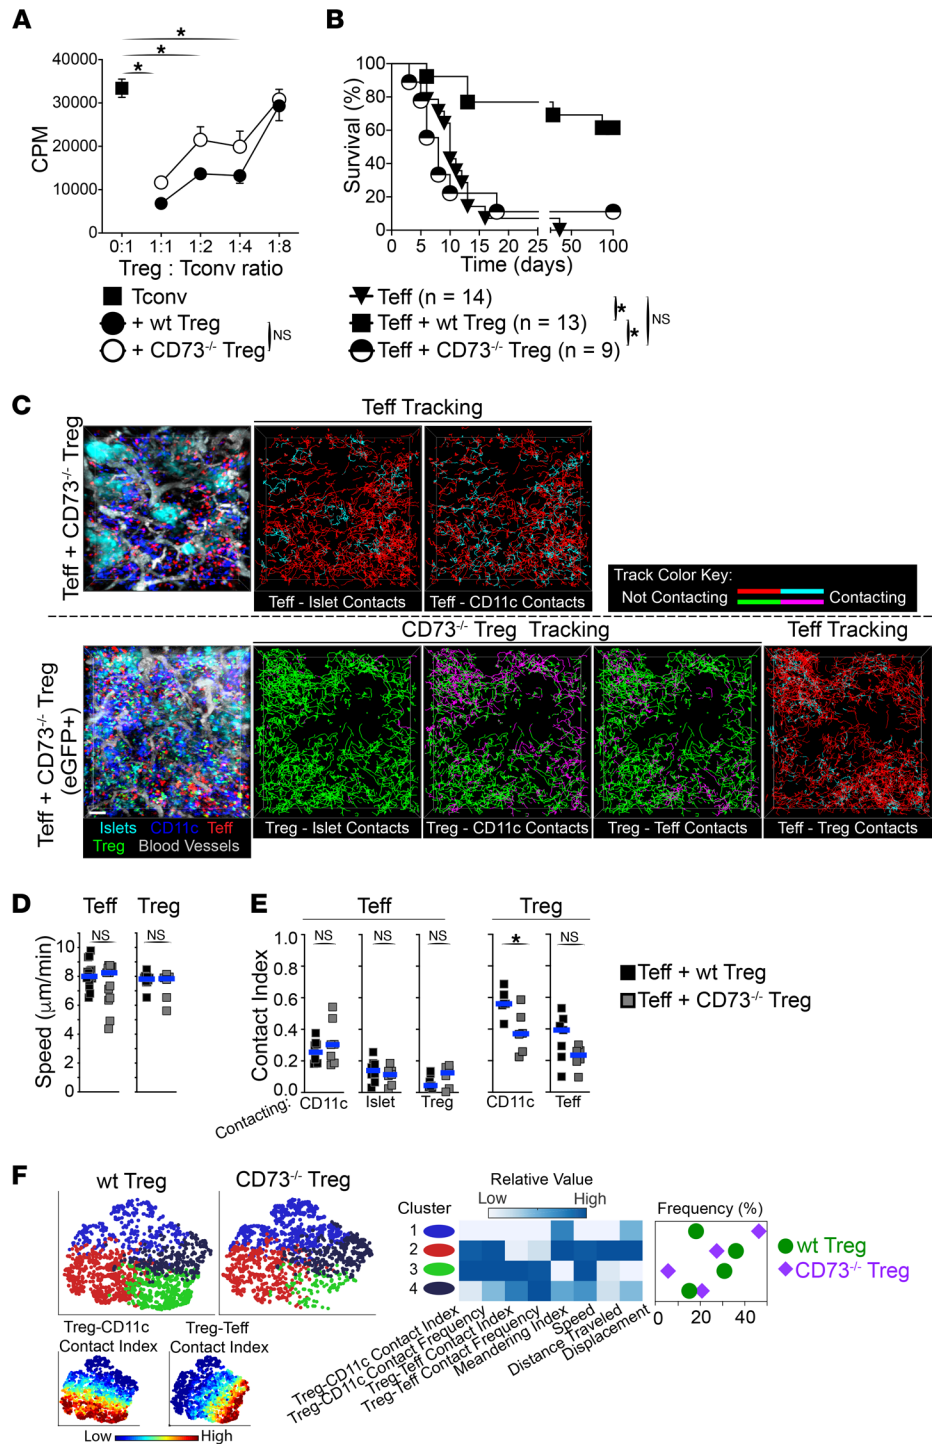 A
40000
30000
20000
10000
0
CPM
*
*
*
0:1 1:1 1:2 1:4 1:8
Treg : Tconv ratio
Tconv
+ wt Treg
+ CD73-/- Treg
NS
B
100
80
60
40
20
0
Survival (%)
0 5 10 15 20 25 50 100
Time (days)
Teff (n = 14)
Teff + wt Treg (n = 13)
Teff + CD73-/- Treg (n = 9)
*
*
NS
C
Teff Tracking
Teff + CD73-/- Treg
Teff - Islet Contacts
Teff - CD11c Contacts
Track Color Key:
Not Contacting
Contacting
CD73-/- Treg Tracking
Teff Tracking
Teff + CD73-/- Treg
(eGFP+)
Islets CD11c Teff
Treg Blood Vessels
Treg - Islet Contacts
Treg - CD11c Contacts
Treg - Teff Contacts
Teff - Treg Contacts
D
Teff Treg
NS NS
10
8
6
4
2
0
Speed (μm/min)
E
Teff
Treg
NS NS NS * NS
1.0
0.8
0.6
0.4
0.2
0.0
Contact Index
Contacting: CD11c Islet Treg CD11c Teff
Teff + wt Treg
Teff + CD73-/- Treg
F
wt Treg
CD73-/- Treg
Treg-CD11c
Contact Index
Treg-Teff
Contact Index
Low High
Relative Value
Low High
Cluster
1
2
3
4
Treg-CD11c Contact Index
Treg-CD11c Contact Frequency
Treg-Teff Contact Index
Treg-Teff Contact Frequency
Meandering Index
Speed
Distance Traveled
Displacement
Frequency (%)
0 20 40
wt Treg
CD73-/- Treg